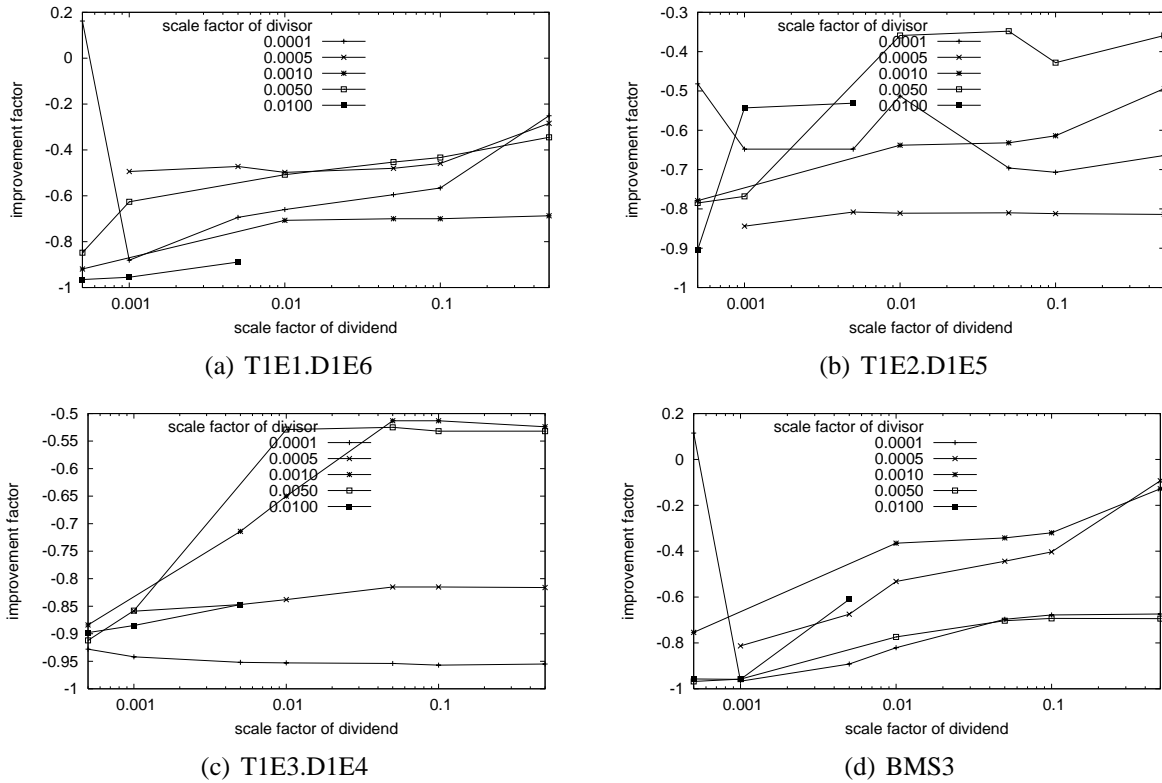 0.2
0
-0.2
-0.4
-0.6
-0.8
-1
improvement factor
scale factor of divisor
0.0001
0.0005
0.0010
0.0050
0.0100
0.001 0.01 0.1
scale factor of dividend
(a) T1E1.D1E6
-0.3
-0.4
-0.5
-0.6
-0.7
-0.8
-0.9
-1
improvement factor
scale factor of divisor
0.0001
0.0005
0.0010
0.0050
0.0100
0.001 0.01 0.1
scale factor of dividend
(b) T1E2.D1E5
-0.5
-0.55
-0.6
-0.65
-0.7
-0.75
-0.8
-0.85
-0.9
-0.95
-1
improvement factor
scale factor of divisor
0.0001
0.0005
0.0010
0.0050
0.0100
0.001 0.01 0.1
scale factor of dividend
(c) T1E3.D1E4
0.2
0
-0.2
-0.4
-0.6
-0.8
-1
improvement factor
scale factor of divisor
0.0001
0.0005
0.0010
0.0050
0.0100
0.001 0.01 0.1
scale factor of dividend
(d) BMS3